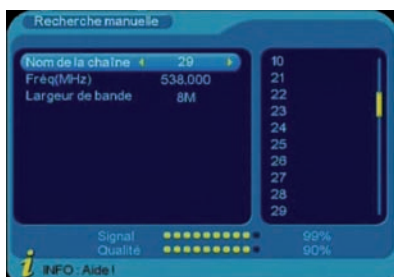 Recherche manuelle
Nom de la chaîne 29
Fréq(MHz) 538.000
Largeur de bande 8M
10
21
22
23
24
25
26
27
28
29
Signal 99%
Qualité 90%
i INFO : Aide !